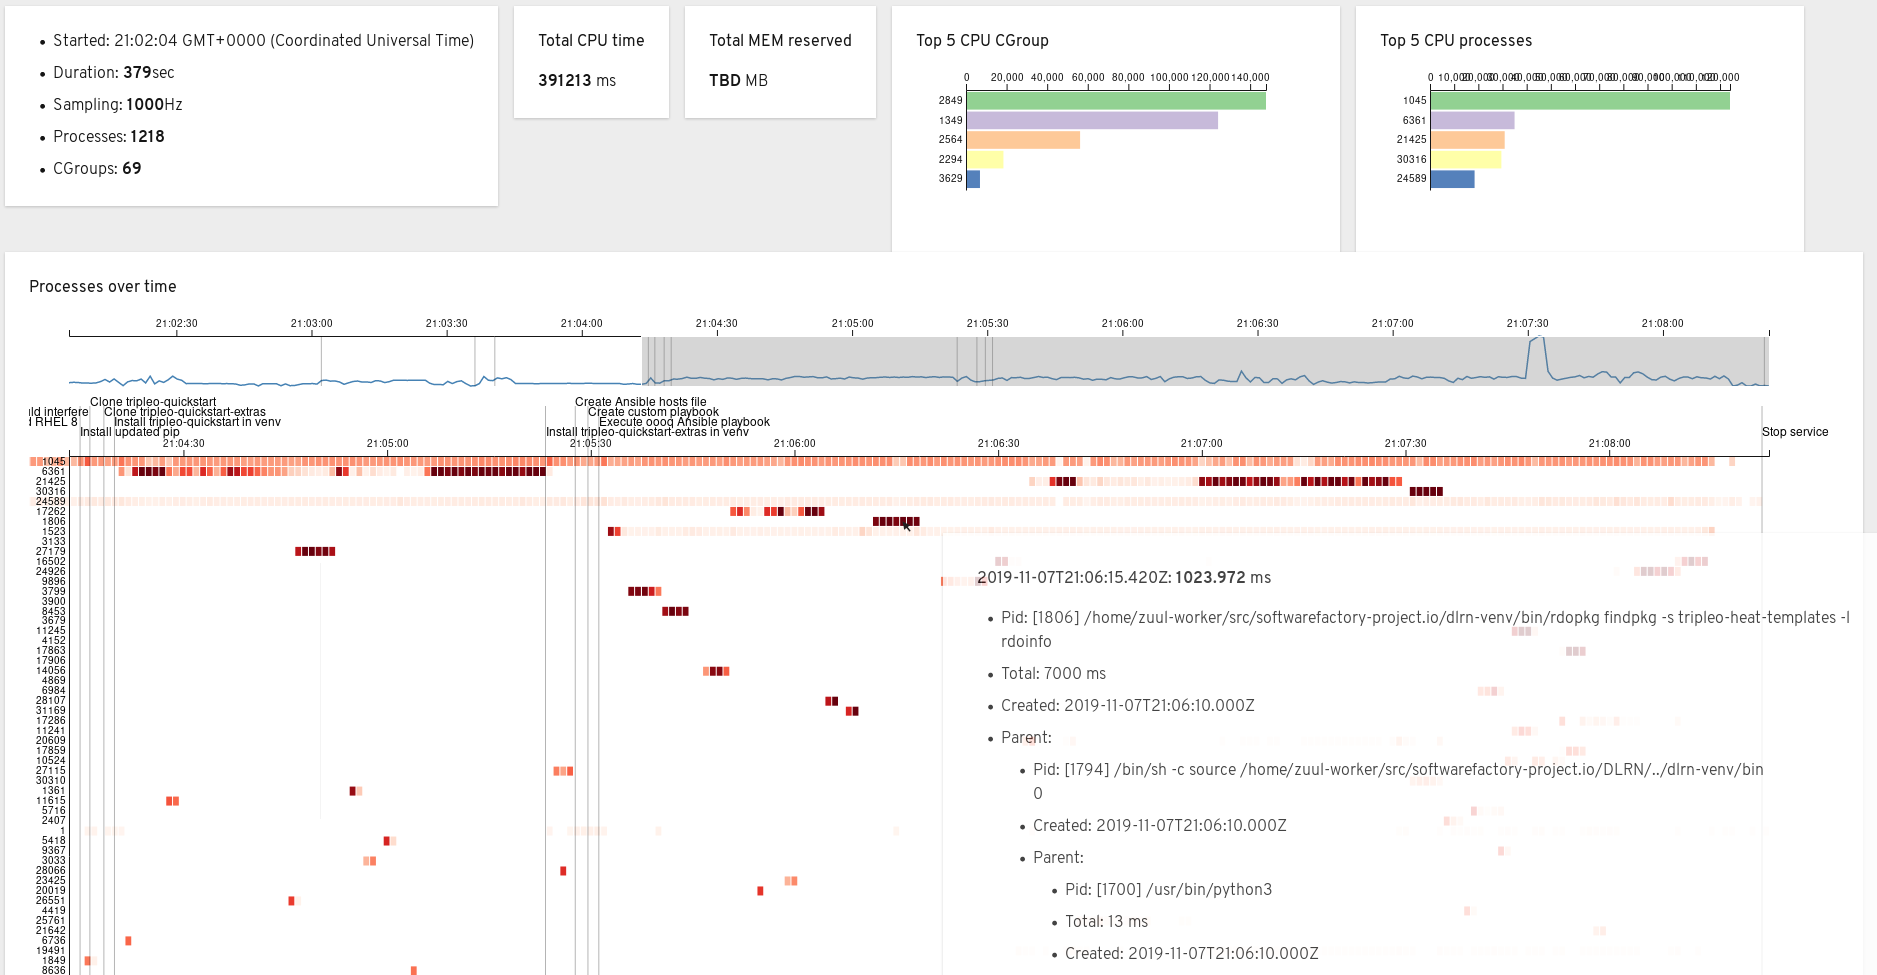 Started: 21:02:04 GMT+0000 (Coordinated Universal Time)
Duration: 379sec
Sampling: 1000Hz
Processes: 1218
CGroups: 69
Total CPU time
391213 ms
Total MEM reserved
TBD MB
Top 5 CPU CGroup
0 20,000 40,000 60,000 80,000 100,000 120,000 140,000
2849
1349
2564
2294
3629
Top 5 CPU processes
0 10,000 20,000 30,000 40,000 50,000 60,000 70,000 80,000 90,000 100,000 110,000 120,000
1045
6361
21425
30316
24589
Processes over time
21:02:30 21:03:00 21:03:30 21:04:00 21:04:30 21:05:00 21:05:30 21:06:00 21:06:30 21:07:00 21:07:30 21:08:00
Clone tripleo-quickstart Create Ansible hosts file
ld interfere Clone tripleo-quickstart-extras Create custom playbook
RHEL 8 Install tripleo-quickstart in venv Execute oooq Ansible playbook
Install updated pip Install tripleo-quickstart-extras in venv Stop service
21:04:30 21:05:00 21:05:30 21:06:00 21:06:30 21:07:00 21:07:30 21:08:00
1045
6361
21425
30316
24589
17262
1806
1523
3133
27179
16502
24926
9896
3799
3900
8453
3679
11245
4152
17863
17906
14056
4869
6984
28107
31169
17286
11241
20609
17859
10524
27115
30310
1361
11615
5716
2407
1
5418
9367
3033
28066
23425
20019
26551
4419
25761
21642
6736
19491
1849
8636
2019-11-07T21:06:15.420Z: 1023.972 ms
Pid: [1806] /home/zuul-worker/src/softwarefactory-project.io/dlrn-venv/bin/rdopkg findpkg -s tripleo-heat-templates -l
rdoinfo
Total: 7000 ms
Created: 2019-11-07T21:06:10.000Z
Parent:
Pid: [1794] /bin/sh -c source /home/zuul-worker/src/softwarefactory-project.io/DLRN/../dlrn-venv/bin
0
Created: 2019-11-07T21:06:10.000Z
Parent:
Pid: [1700] /usr/bin/python3
Total: 13 ms
Created: 2019-11-07T21:06:10.000Z